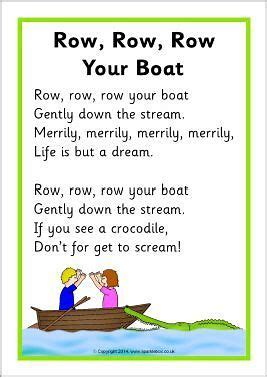 Row, Row, Row
Your Boat
Row, row, row your boat
Gently down the stream.
Merrily, merrily, merrily, merrily,
Life is but a dream.
Row, row, row your boat
Gently down the stream.
If you see a crocodile,
Don't for get to scream!
© Copyright 2014, www.sparklebox.co.uk